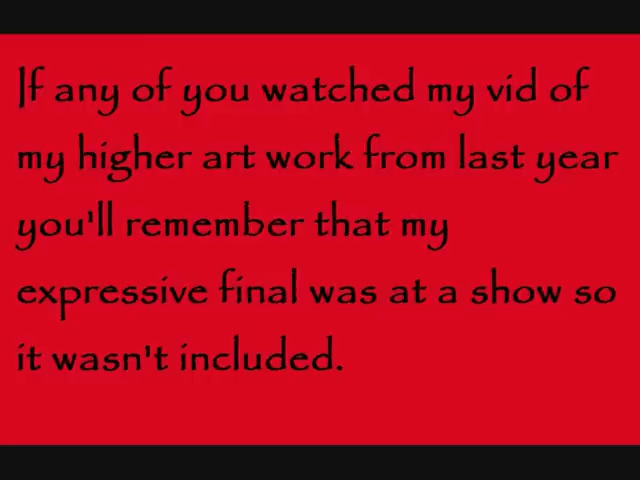 If any of you watched my vid of
my higher art work from last year
you'll remember that my
expressive final was at a show so
it wasn't included.